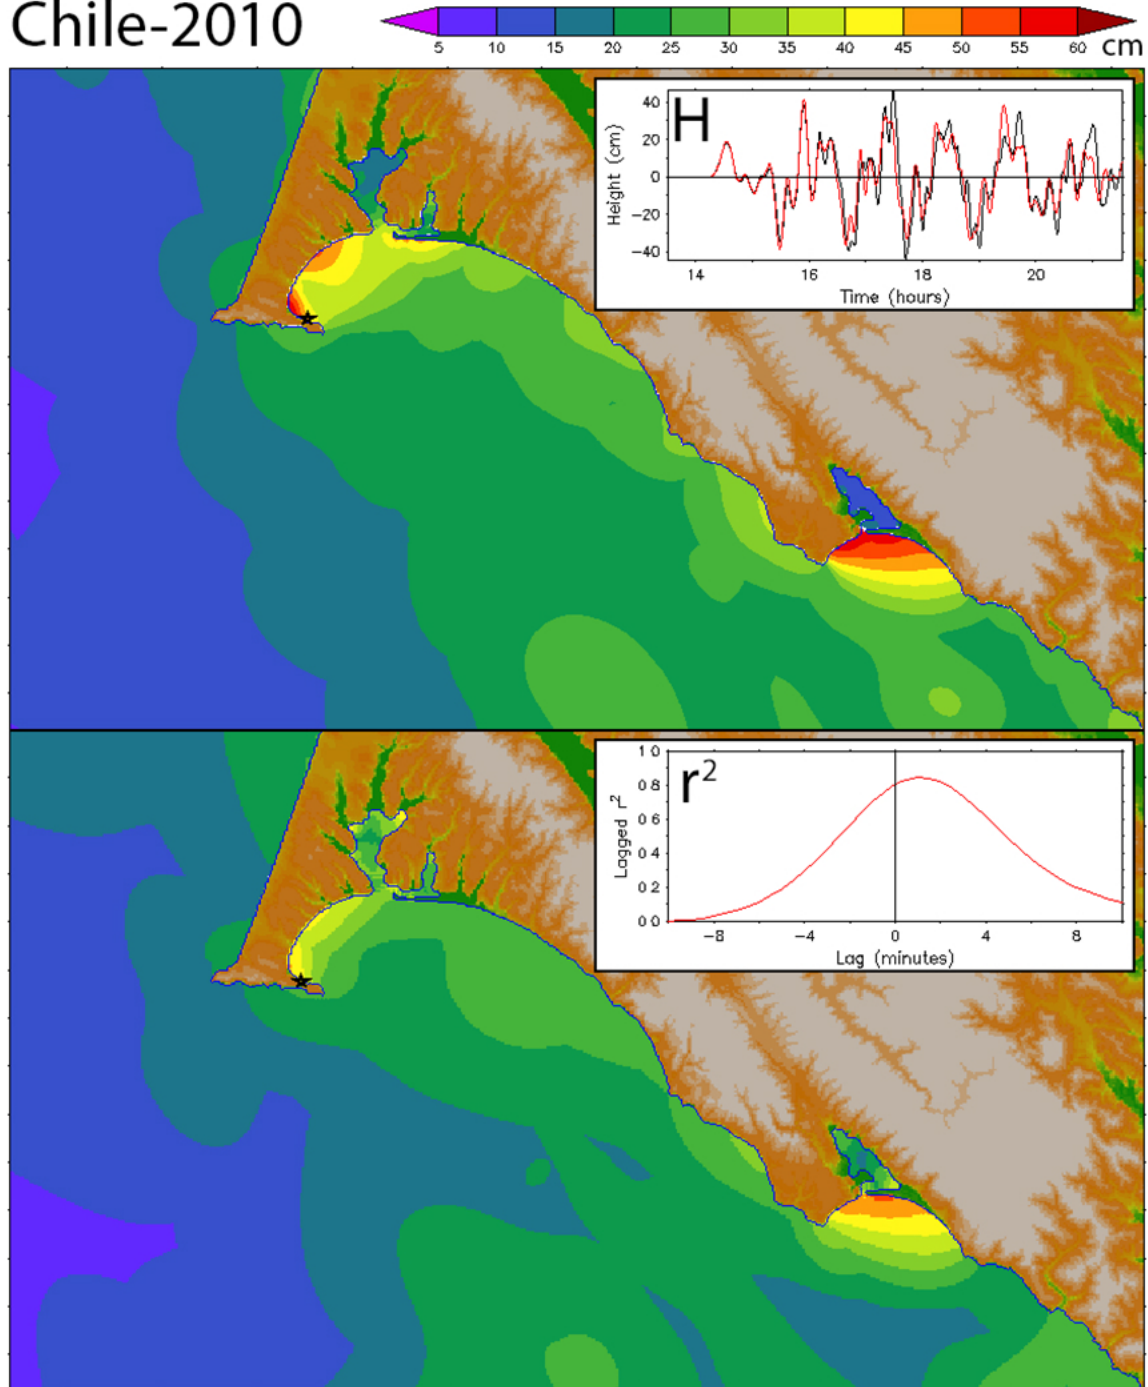 Chile-2010
5 10 15 20 25 30 35 40 45 50 55 60 cm
H
Height (cm)
40
20
0
-20
-40
14 16 18 20
Time (hours)
r²
Lagged r²
1 0
0.8
0 6
0 4
0.2
0 0
-8 -4 0 4 8
Lag (minutes)